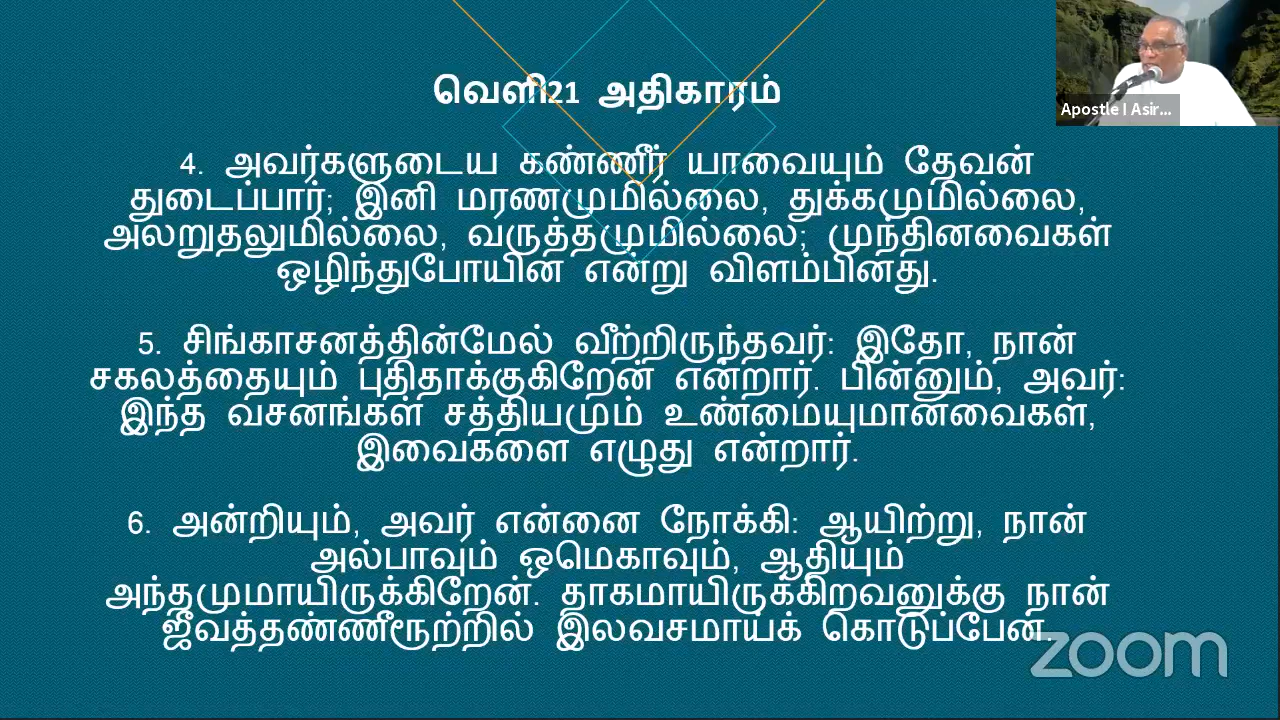 வெளி21 அதிகாரம்
Apostle I Asir...
4. அவர்களுடைய கண்ணீர் யாவையும் தேவன்
துடைப்பார்; இனி மரணமுமில்லை, துக்கமுமில்லை,
அலறுதலுமில்லை, வருத்தமுமில்லை; முந்தினவைகள்
ஒழிந்துபோயின என்று விளம்பினது.
5. சிங்காசனத்தின்மேல் வீற்றிருந்தவர்: இதோ, நான்
சகலத்தையும் புதிதாக்குகிறேன் என்றார். பின்னும், அவர்:
இந்த வசனங்கள் சத்தியமும் உண்மையுமானவைகள்,
இவைகளை எழுது என்றார்.
6. அன்றியும், அவர் என்னை நோக்கி: ஆயிற்று, நான்
அல்பாவும் ஒமெகாவும், ஆதியும்
அந்தமுமாயிருக்கிறேன். தாகமாயிருக்கிறவனுக்கு நான்
ஜீவத்தண்ணீரூற்றில் இலவசமாய்க் கொடுப்பேன்.
zoom